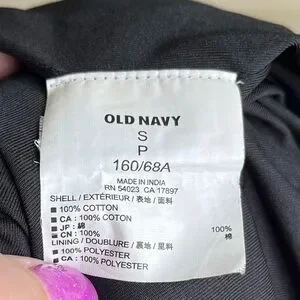 OLD NAVY
S
P
160/68A
MADE IN INDIA
RN 54023 CA 17897
SHELL / EXTÉRIEUR / 表地 / 面料
■ 100% COTTON
■ CA : 100% COTON
■ JP : 綿 100%
■ CN : 100% 棉
LINING / DOUBLURE / 裏地 / 里料
■ 100% POLYESTER
■ CA : 100% POLYESTER